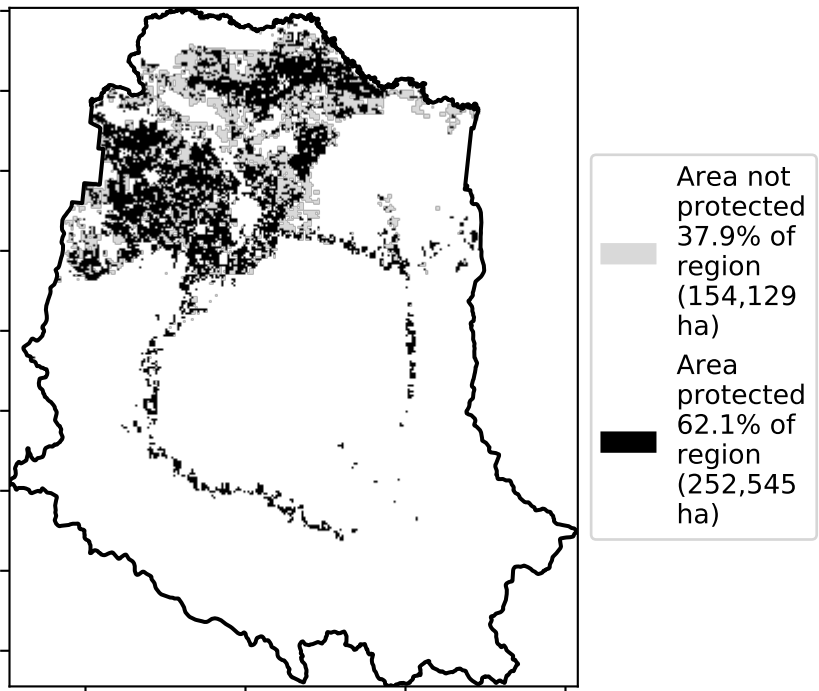 Area not
protected
37.9% of
region
(154,129
ha)
Area
protected
62.1% of
region
(252,545
ha)